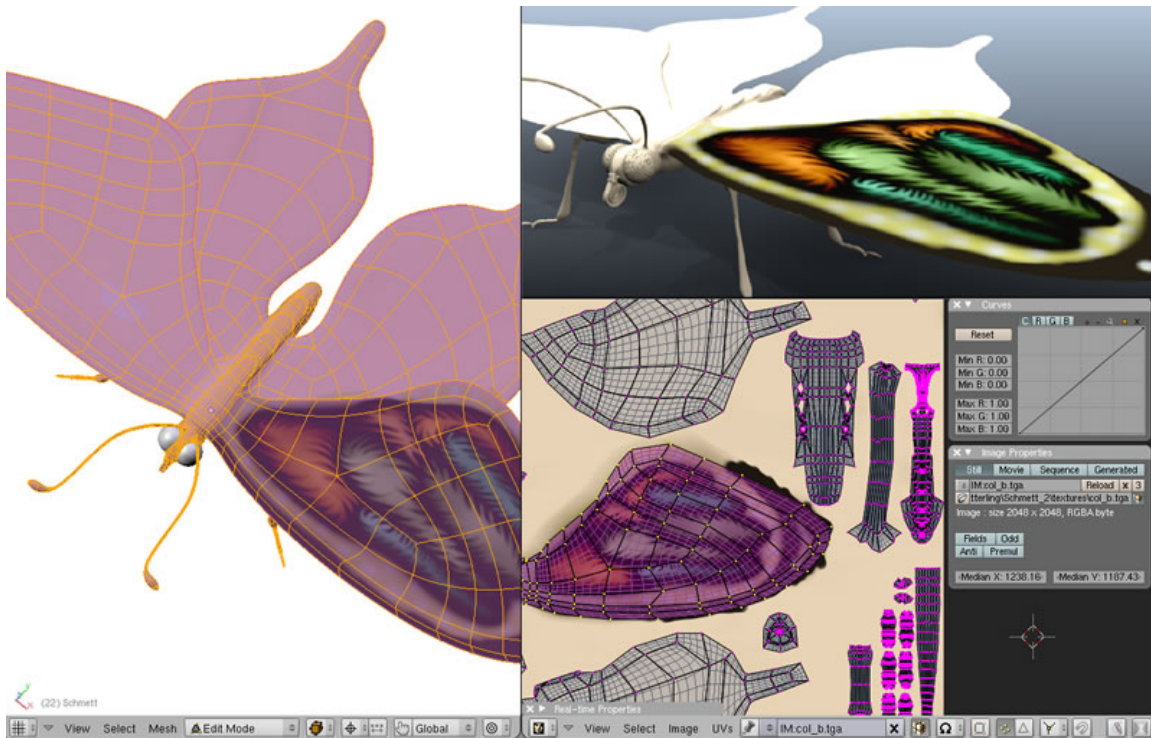 Curves
C R G B
Reset
Min R: 0.00
Min G: 0.00
Min B: 0.00
Max R: 1.00
Max G: 1.00
Max B: 1.00
Image Properties
Still Movie Sequence Generated
IM:col_b.tga Reload x 3
tterling\Schmett_2\textures\col_b.tga
Image : size 2048 x 2048, RGBA byte
Fields Odd
Anti Premul
Median X: 1238.16 Median Y: 1187.43
(22) Schmett
Real-time Properties
View Select Mesh Edit Mode Global
View Select Image UVs IM:col_b.tga X